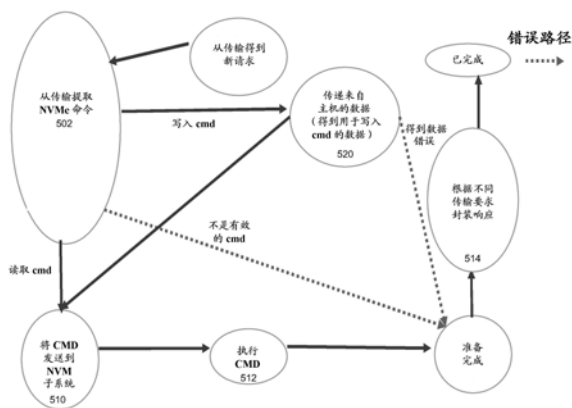 从传输得到
新请求
从传输提取
NVMe 命令
502
写入 cmd
传递来自
主机的数据
（得到用于写入
cmd 的数据）
520
已完成
错误路径
得到数据
错误
根据不同
传输要求
封装响应
514
不是有效
的 cmd
读取 cmd
将 CMD
发送到
NVM
子系统
510
执行
CMD
512
准备
完成